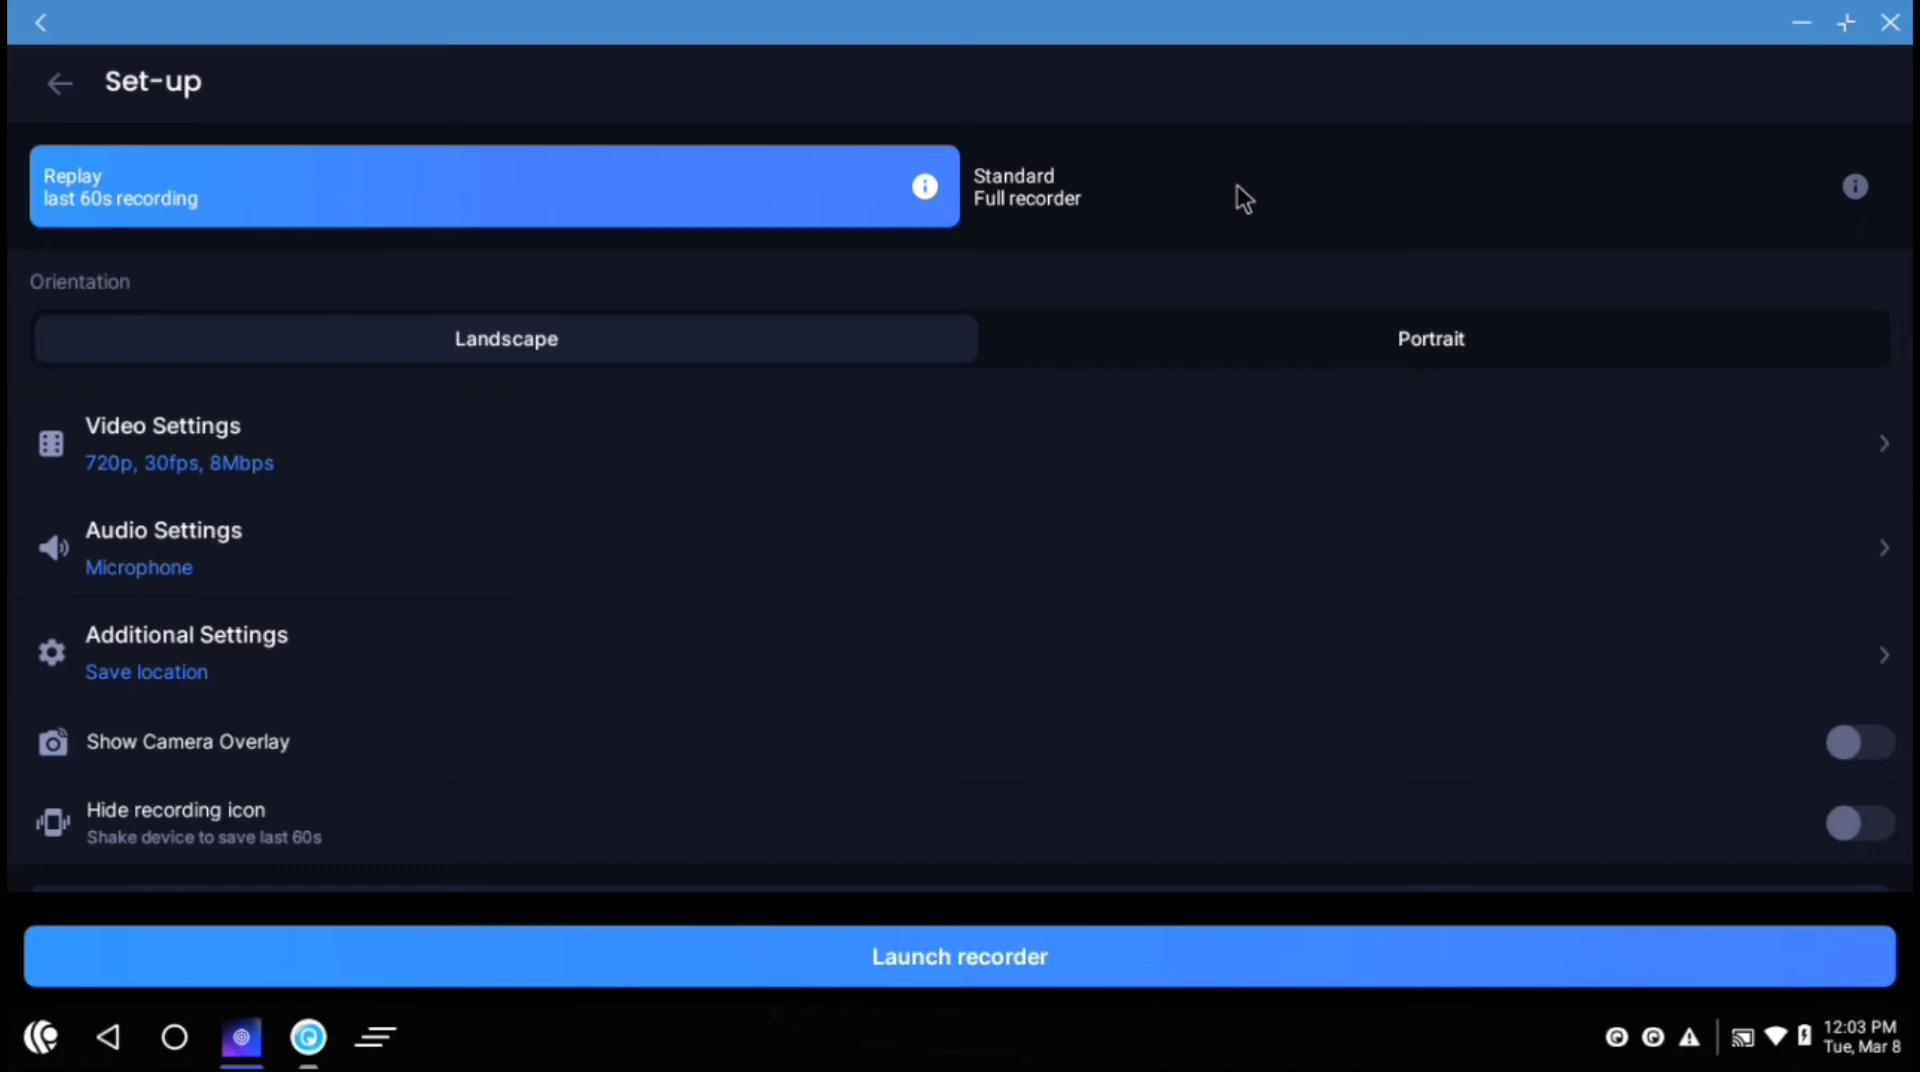 Set-up
Replay
last 60s recording
Standard
Full recorder
Orientation
Landscape
Portrait
Video Settings
720p, 30fps, 8Mbps
Audio Settings
Microphone
Additional Settings
Save location
Show Camera Overlay
Hide recording icon
Shake device to save last 60s
Launch recorder
12:03 PM
Tue, Mar 8